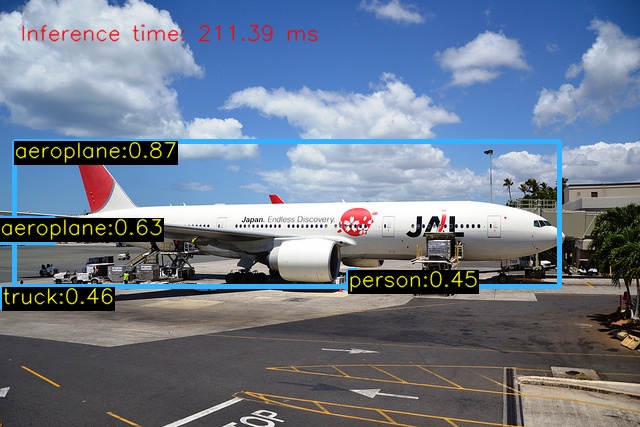 Inference time: 211.39 ms
aeroplane:0.87
aeroplane:0.63
Japan. Endless Discovery.
JAL
person:0.45
truck:0.46
STOP